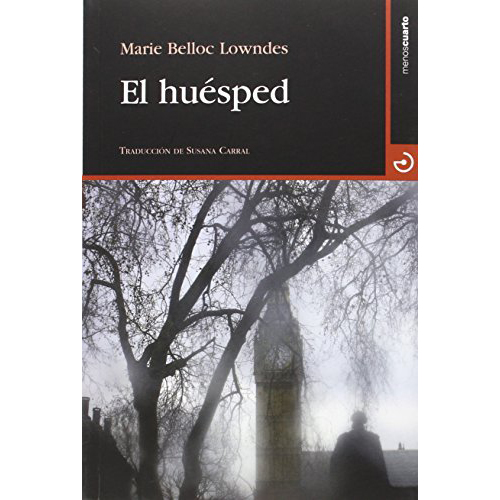 Marie Belloc Lowndes
El huésped
Traducción de Susana Carral
menoscuarto